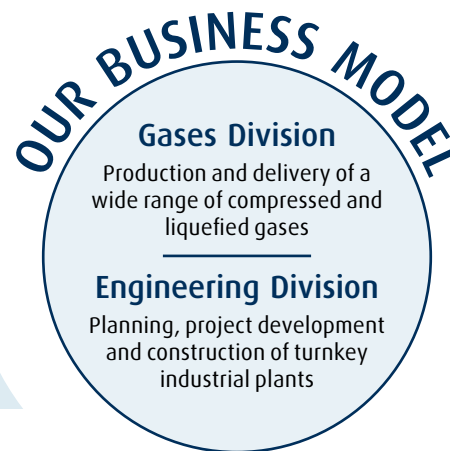 OUR BUSINESS MODEL
Gases Division
Production and delivery of a
wide range of compressed and
liquefied gases
Engineering Division
Planning, project development
and construction of turnkey
industrial plants